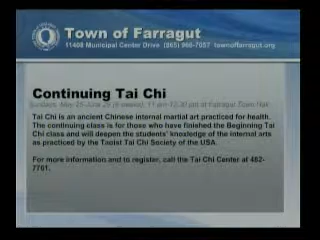 Town of Farragut
11408 Municipal Center Drive (865) 966-7057 townoffarragut.org
Continuing Tai Chi
Sundays, May 25-June 29 (6 weeks), 11 am-12:30 pm at Farragut Town Hall
Tai Chi is an ancient Chinese internal martial art practiced for health.
The continuing class is for those who have finished the Beginning Tai
Chi class and will deepen the students' knowledge of the internal arts
as practiced by the Taoist Tai Chi Society of the USA.
For more information and to register, call the Tai Chi Center at 482-
7761.